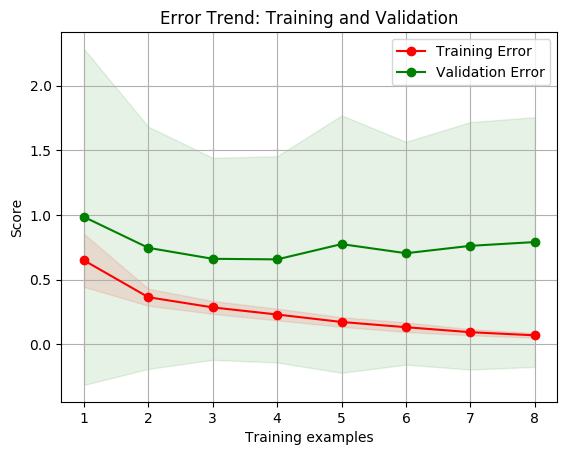 Error Trend: Training and Validation
Training Error
Validation Error
Score
2.0
1.5
1.0
0.5
0.0
1 2 3 4 5 6 7 8
Training examples